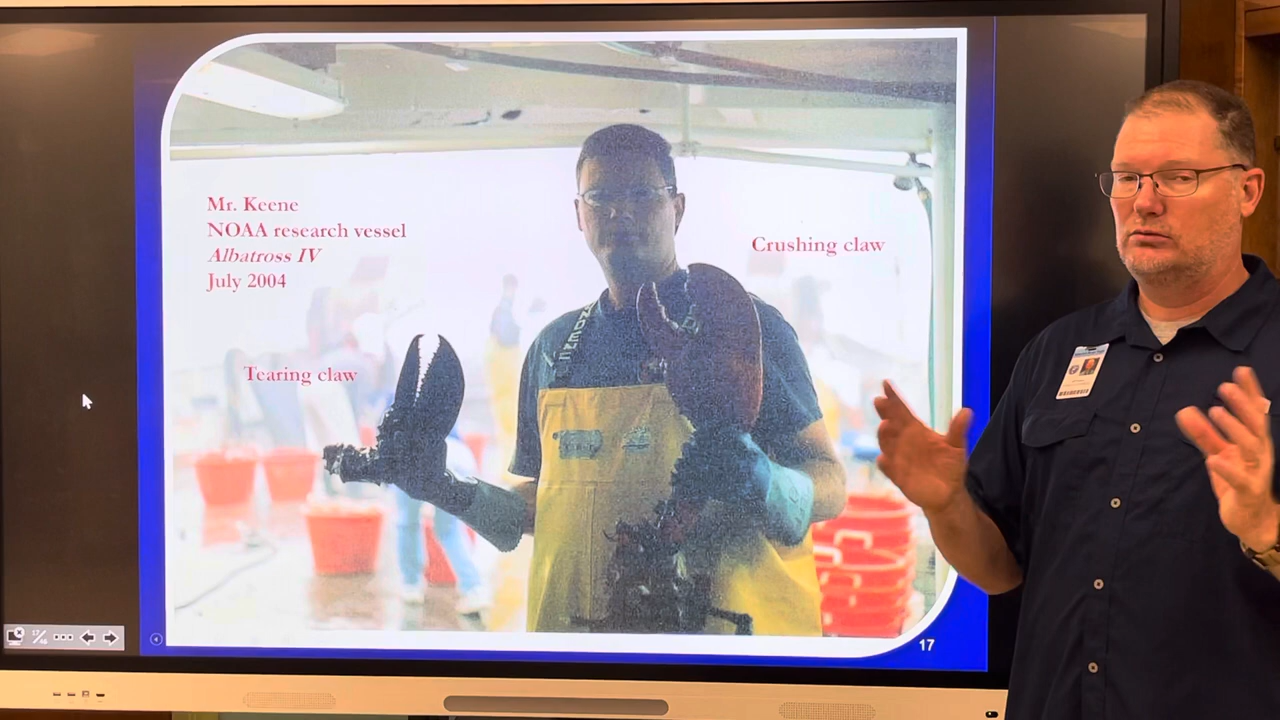 Mr. Keene
NOAA research vessel
Albatross IV
July 2004
Crushing claw
Tearing claw
17